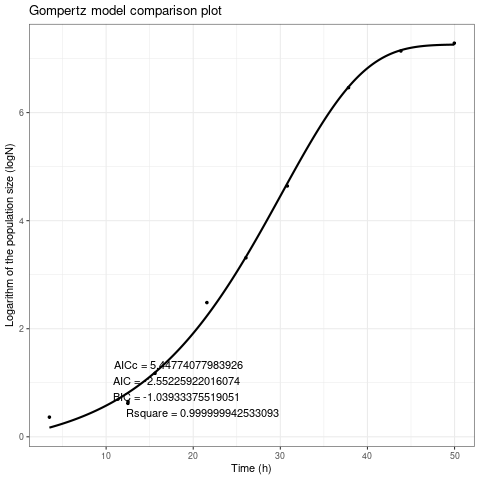 Gompertz model comparison plot
Logarithm of the population size (logN)
6
4
2
0
AICc = 5.44774077983926
AIC = -2.55225922016074
BIC = -1.03933375519051
Rsquare = 0.999999942533093
10
20
30
40
50
Time (h)